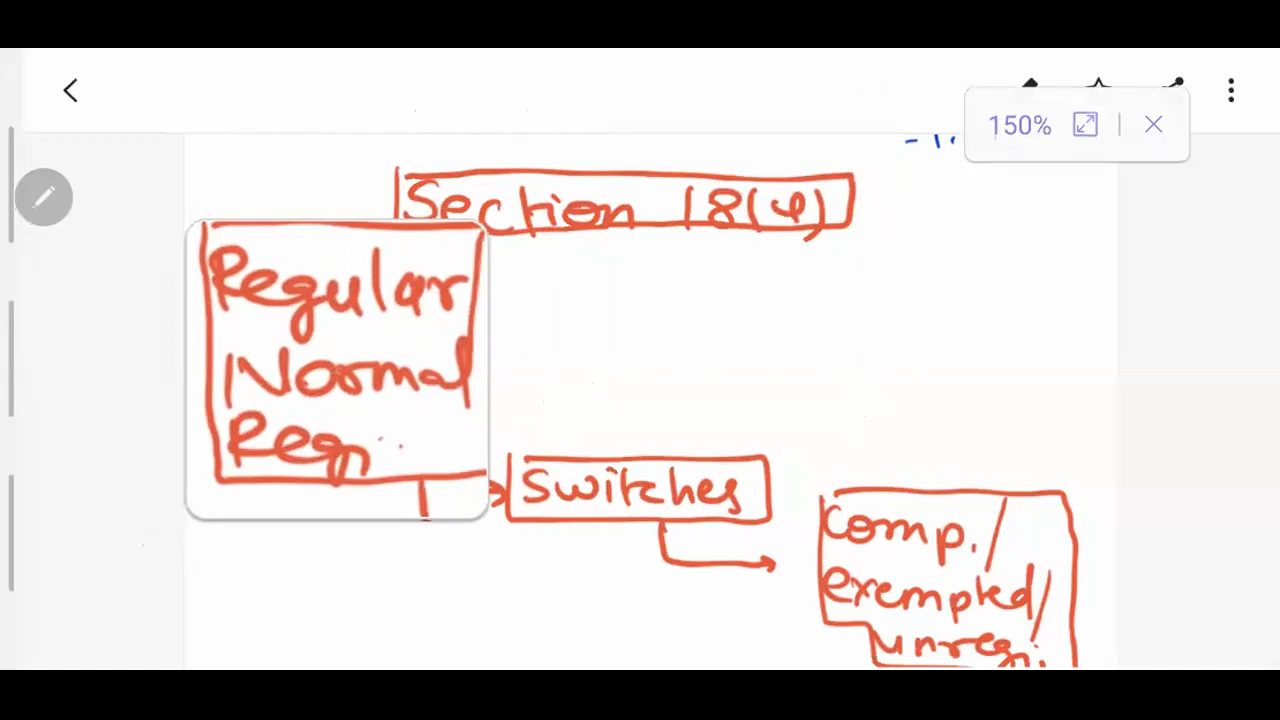 150%
Section 18(4)
Regular
Normal
Regn
Switches
Comp./
exempted/
unregi.